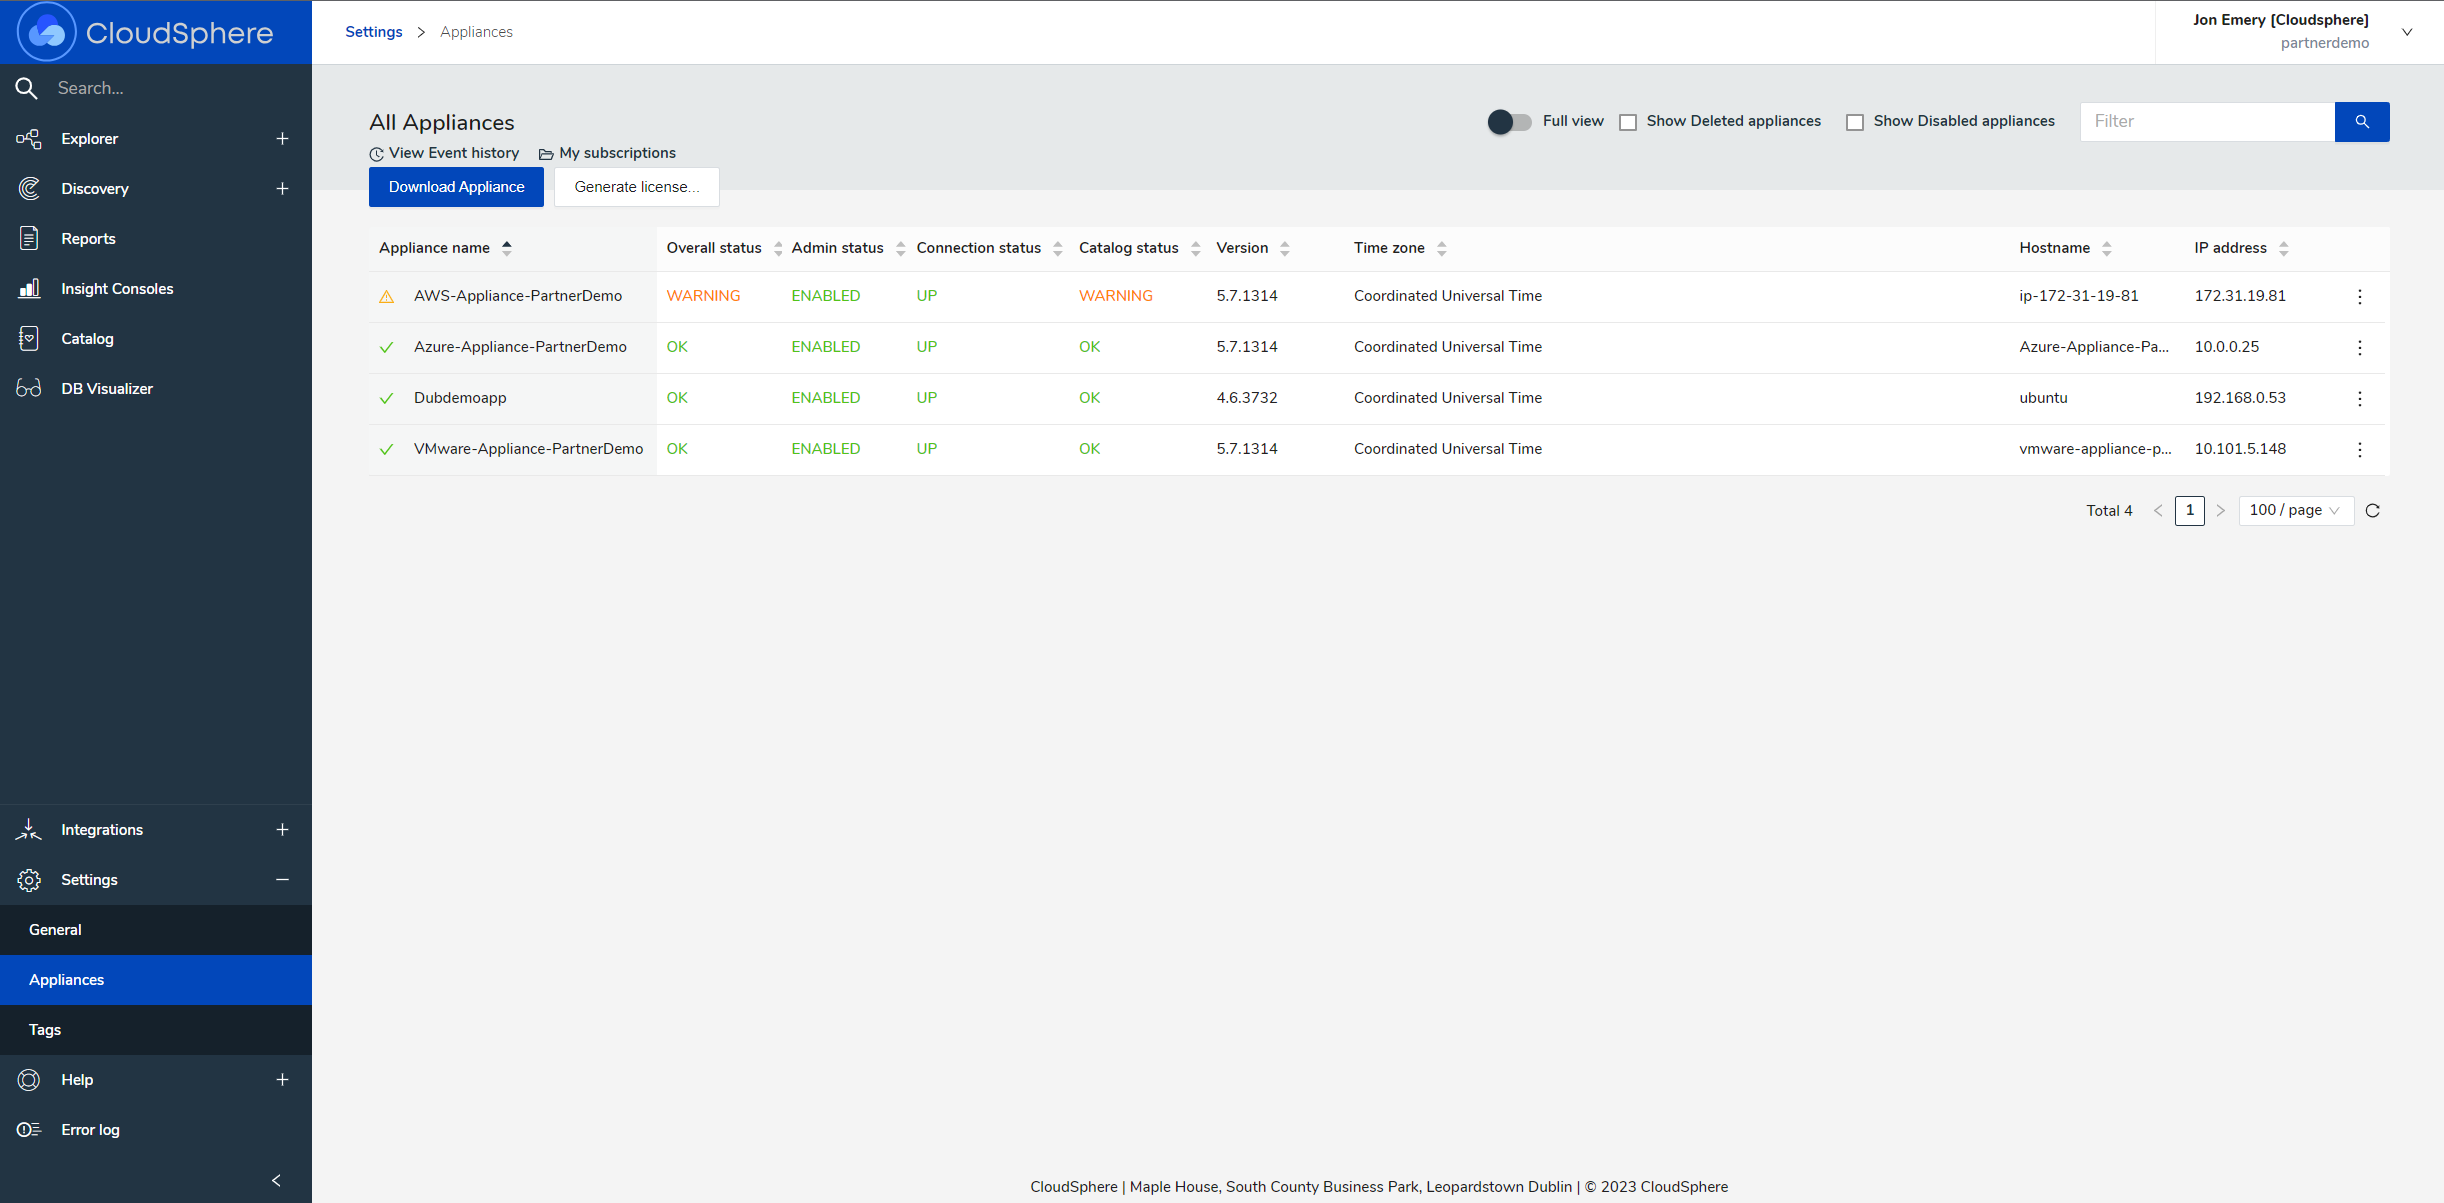 CloudSphere
Search...
Explorer
Discovery
Reports
Insight Consoles
Catalog
DB Visualizer
Integrations
Settings
General
Appliances
Tags
Help
Error log
Settings > Appliances
Jon Emery [Cloudsphere]
partnerdemo
All Appliances
View Event history My subscriptions
Download Appliance Generate license...
Full view Show Deleted appliances Show Disabled appliances Filter
Appliance name Overall status Admin status Connection status Catalog status Version Time zone Hostname IP address
AWS-Appliance-PartnerDemo WARNING ENABLED UP WARNING 5.7.1314 Coordinated Universal Time ip-172-31-19-81 172.31.19.81
Azure-Appliance-PartnerDemo OK ENABLED UP OK 5.7.1314 Coordinated Universal Time Azure-Appliance-Pa... 10.0.0.25
Dubdemoapp OK ENABLED UP OK 4.6.3732 Coordinated Universal Time ubuntu 192.168.0.53
VMware-Appliance-PartnerDemo OK ENABLED UP OK 5.7.1314 Coordinated Universal Time vmware-appliance-p... 10.101.5.148
Total 4 < 1 > 100 / page
CloudSphere | Maple House, South County Business Park, Leopardstown Dublin | © 2023 CloudSphere